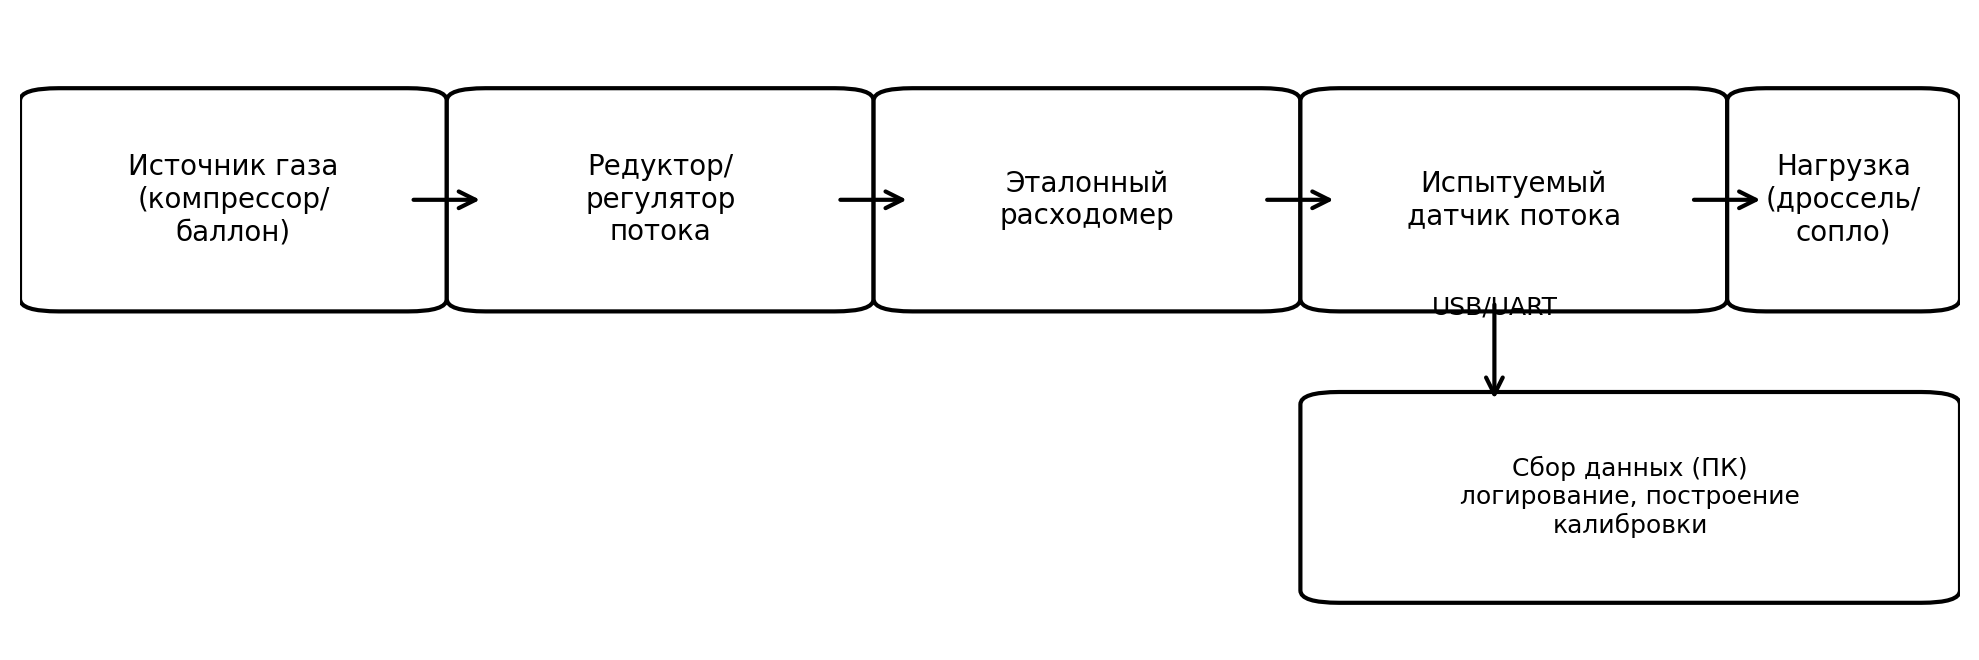 Источник газа
(компрессор/
баллон)
Редуктор/
регулятор
потока
Эталонный
расходомер
Испытуемый
датчик потока
Нагрузка
(дроссель/
сопло)
USB/UART
Сбор данных (ПК)
логирование, построение
калибровки